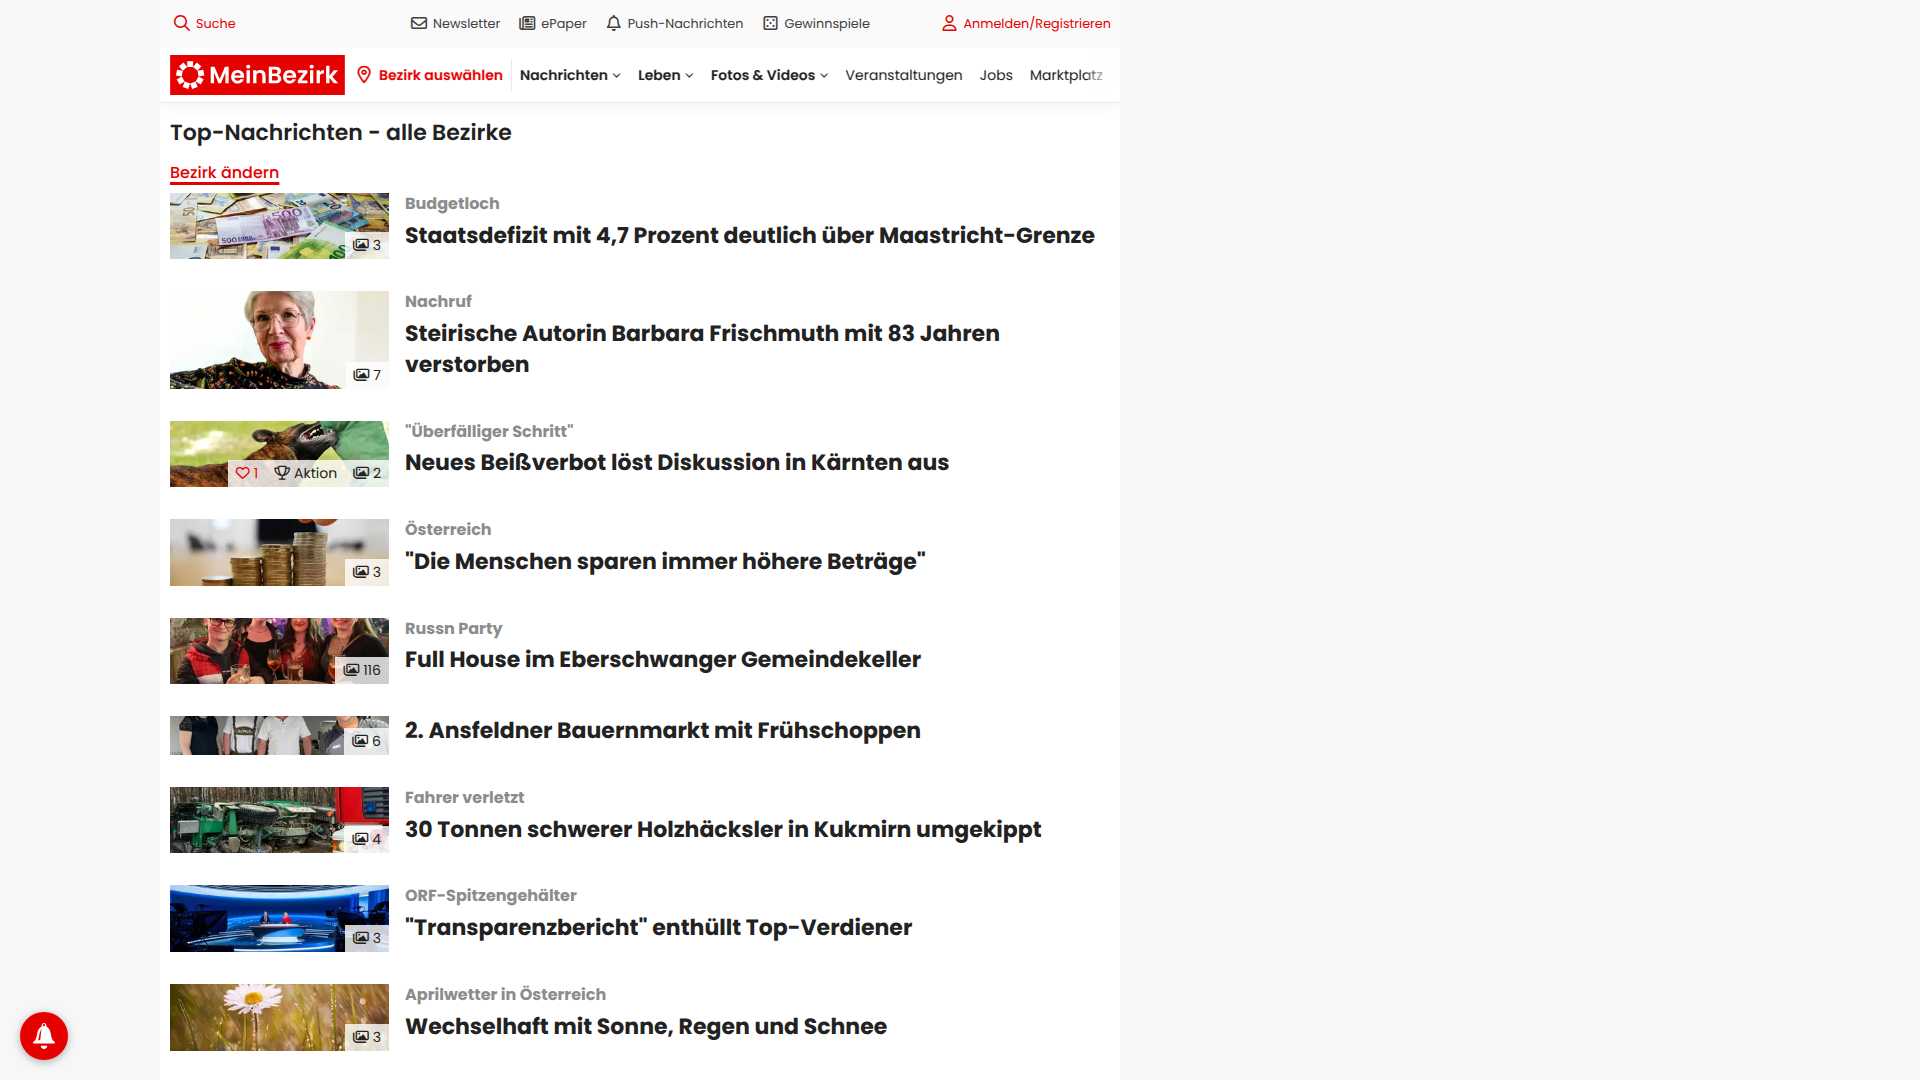 Suche
Newsletter
ePaper
Push-Nachrichten
Gewinnspiele
Anmelden/Registrieren
MeinBezirk
Bezirk auswählen
Nachrichten
Leben
Fotos & Videos
Veranstaltungen
Jobs
Marktplatz
Top-Nachrichten - alle Bezirke
Bezirk ändern
3
Budgetloch
Staatsdefizit mit 4,7 Prozent deutlich über Maastricht-Grenze
7
Nachruf
Steirische Autorin Barbara Frischmuth mit 83 Jahren
verstorben
1
Aktion
2
"Überfälliger Schritt"
Neues Beißverbot löst Diskussion in Kärnten aus
3
Österreich
"Die Menschen sparen immer höhere Beträge"
116
Russn Party
Full House im Eberschwanger Gemeindekeller
6
2. Ansfeldner Bauernmarkt mit Frühschoppen
4
Fahrer verletzt
30 Tonnen schwerer Holzhäcksler in Kukmirn umgekippt
3
ORF-Spitzengehälter
"Transparenzbericht" enthüllt Top-Verdiener
3
Aprilwetter in Österreich
Wechselhaft mit Sonne, Regen und Schnee